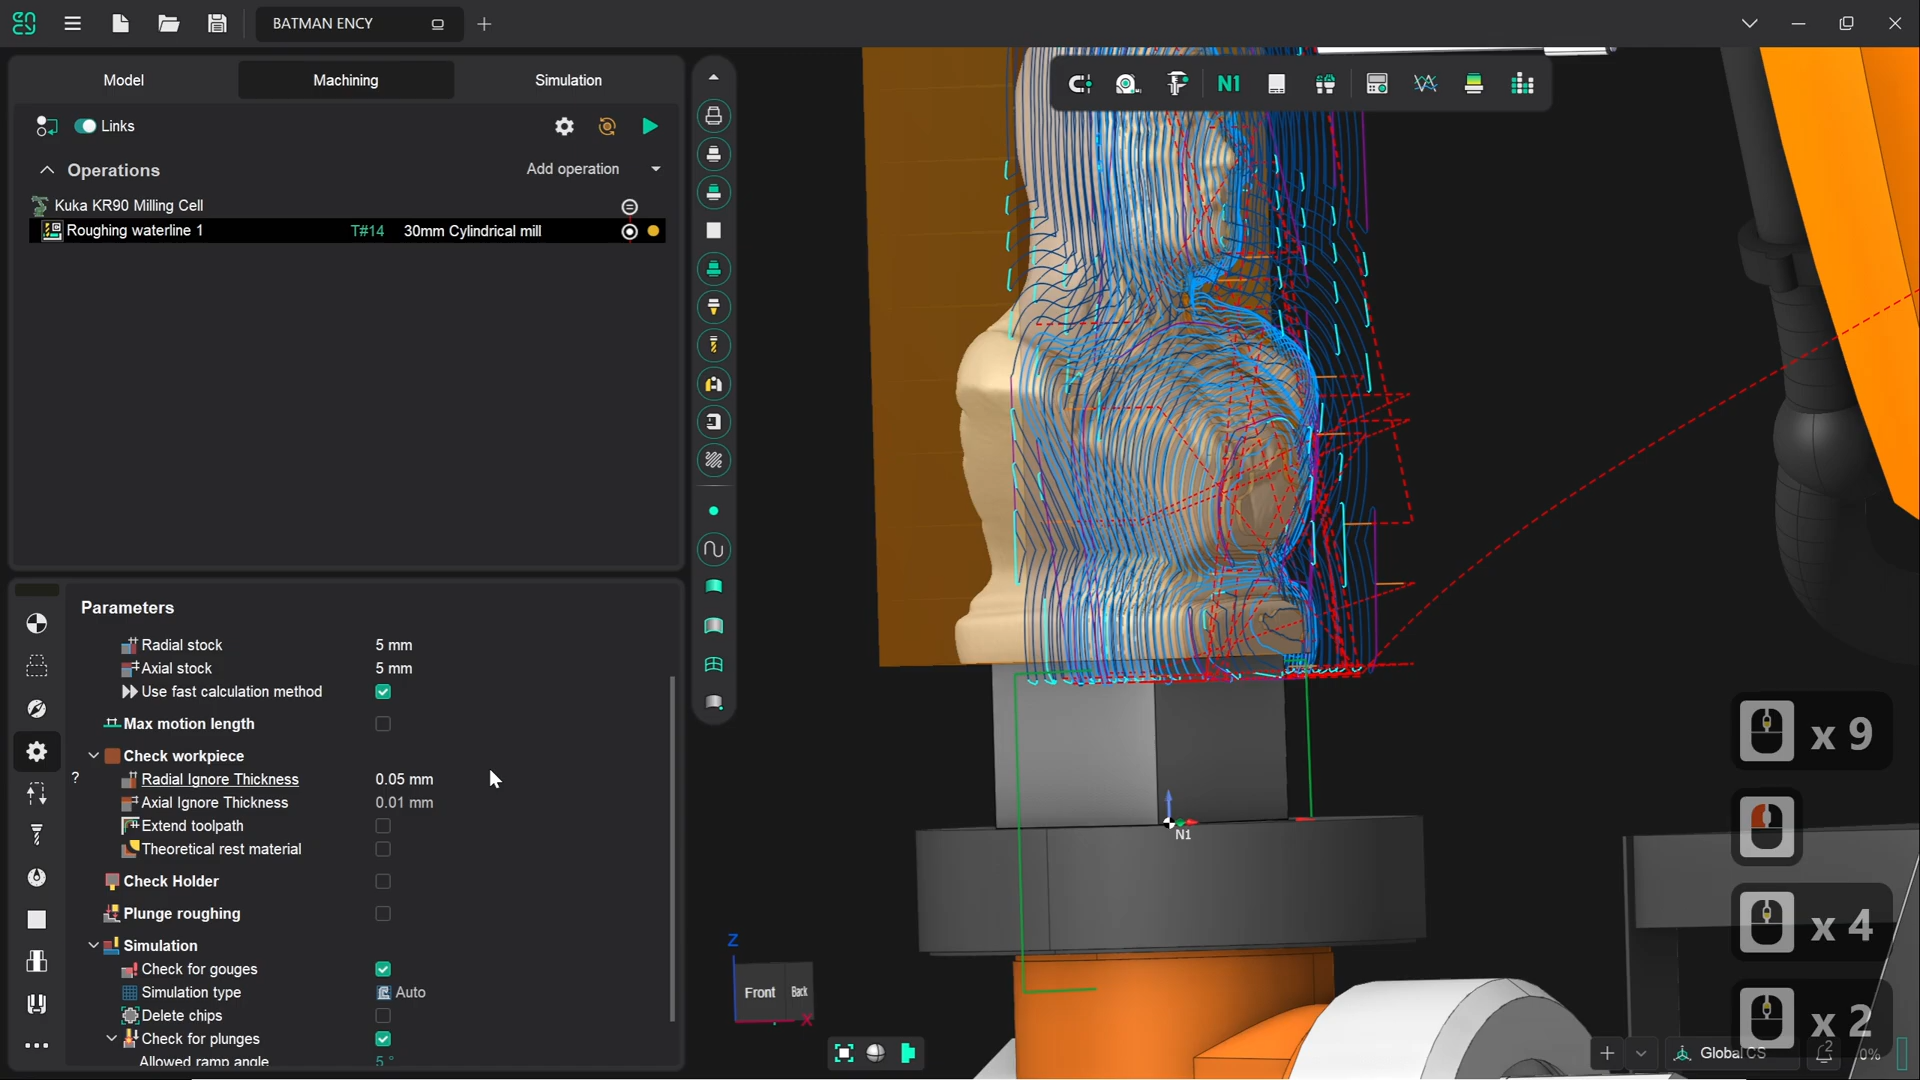 BATMAN ENCY
Model
Machining
Simulation
Links
Operations
Add operation
Kuka KR90 Milling Cell
Roughing waterline 1 T#14 30mm Cylindrical mill
N1
Parameters
Radial stock 5 mm
Axial stock 5 mm
Use fast calculation method
Max motion length
Check workpiece
? Radial Ignore Thickness 0.05 mm
Axial Ignore Thickness 0.01 mm
Extend toolpath
Theoretical rest material
Check Holder
Plunge roughing
Simulation
Check for gouges
Simulation type Auto
Delete chips
Check for plunges
Allowed ramp angle 5 °
N1
Z
Front
Back
X
x 9
x 4
x 2
Global CS
2
0%